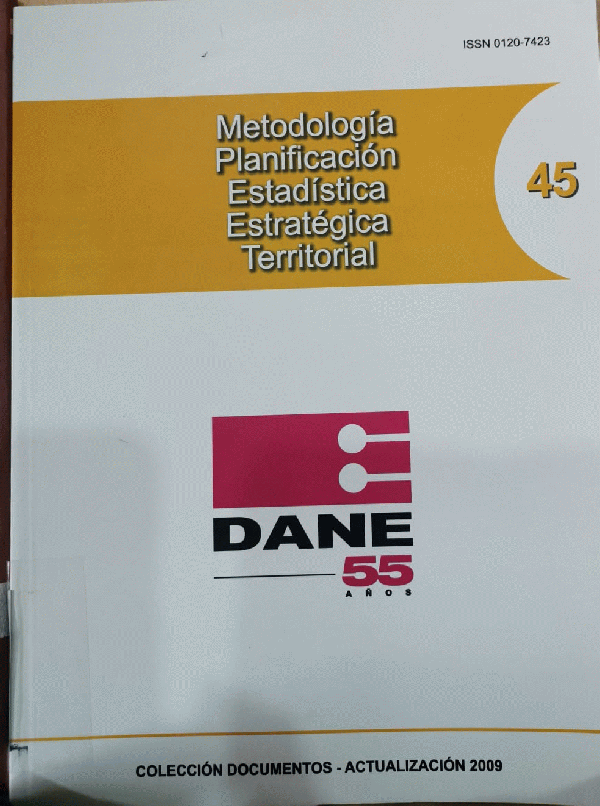 ISSN 0120-7423
Metodología
Planificación
Estadística
Estratégica
Territorial
45
DANE
55
AÑOS
COLECCIÓN DOCUMENTOS - ACTUALIZACIÓN 2009